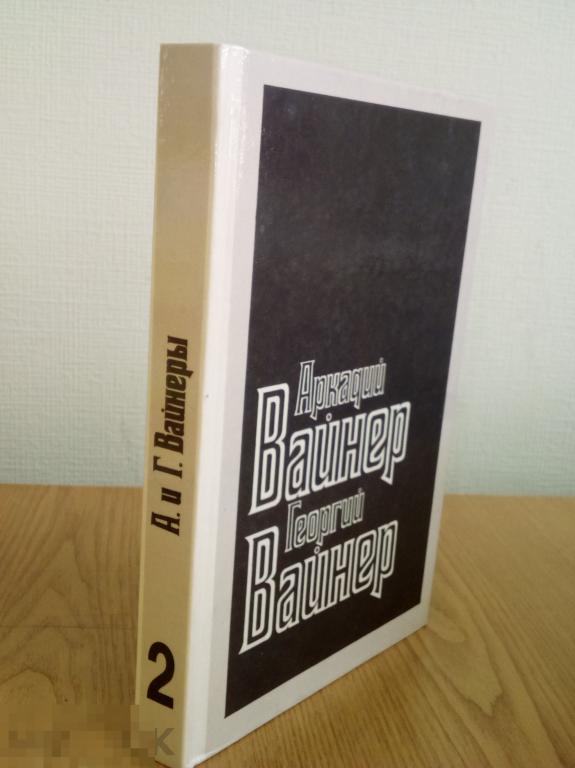 А. и Г. Вайнеры
2
Аркадий
Вайнер
Георгий
Вайнер